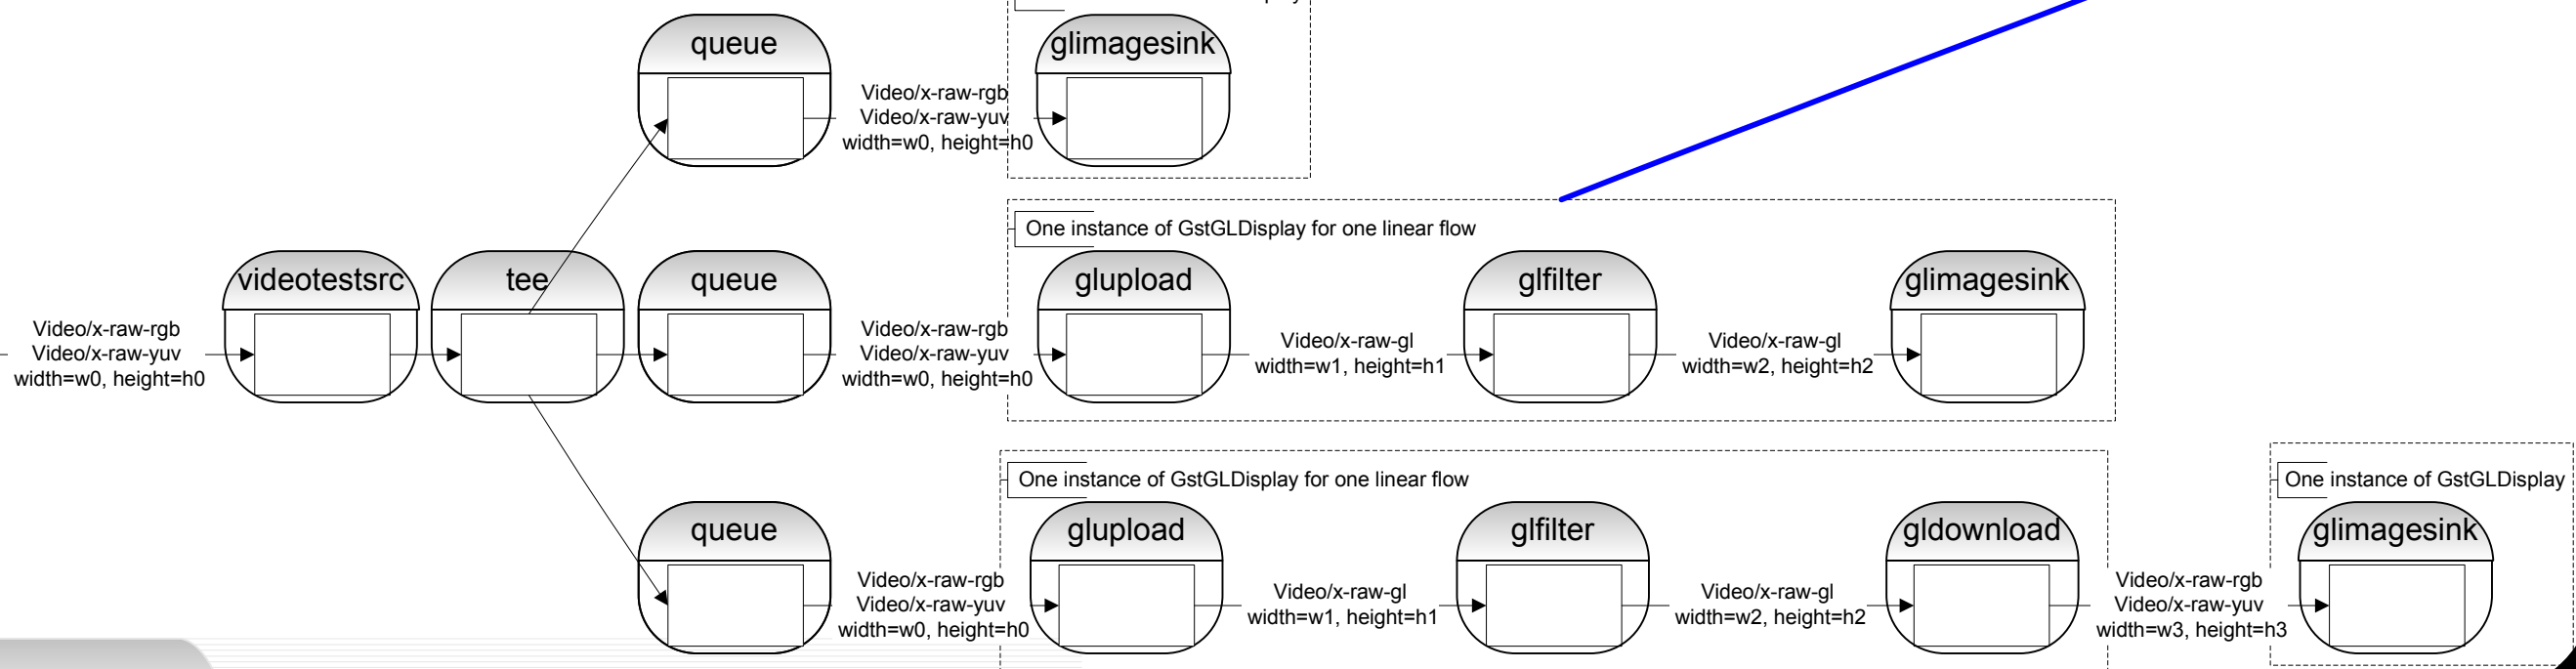 queue
glimagesink
Video/x-raw-rgb
Video/x-raw-yuv
width=w0, height=h0
One instance of GstGLDisplay for one linear flow
videotestsrc
tee
queue
glupload
glfilter
glimagesink
Video/x-raw-rgb
Video/x-raw-yuv
width=w0, height=h0
Video/x-raw-rgb
Video/x-raw-yuv
width=w0, height=h0
Video/x-raw-gl
width=w1, height=h1
Video/x-raw-gl
width=w2, height=h2
One instance of GstGLDisplay for one linear flow
One instance of GstGLDisplay
queue
glupload
glfilter
gldownload
glimagesink
Video/x-raw-rgb
Video/x-raw-yuv
width=w0, height=h0
Video/x-raw-gl
width=w1, height=h1
Video/x-raw-gl
width=w2, height=h2
Video/x-raw-rgb
Video/x-raw-yuv
width=w3, height=h3